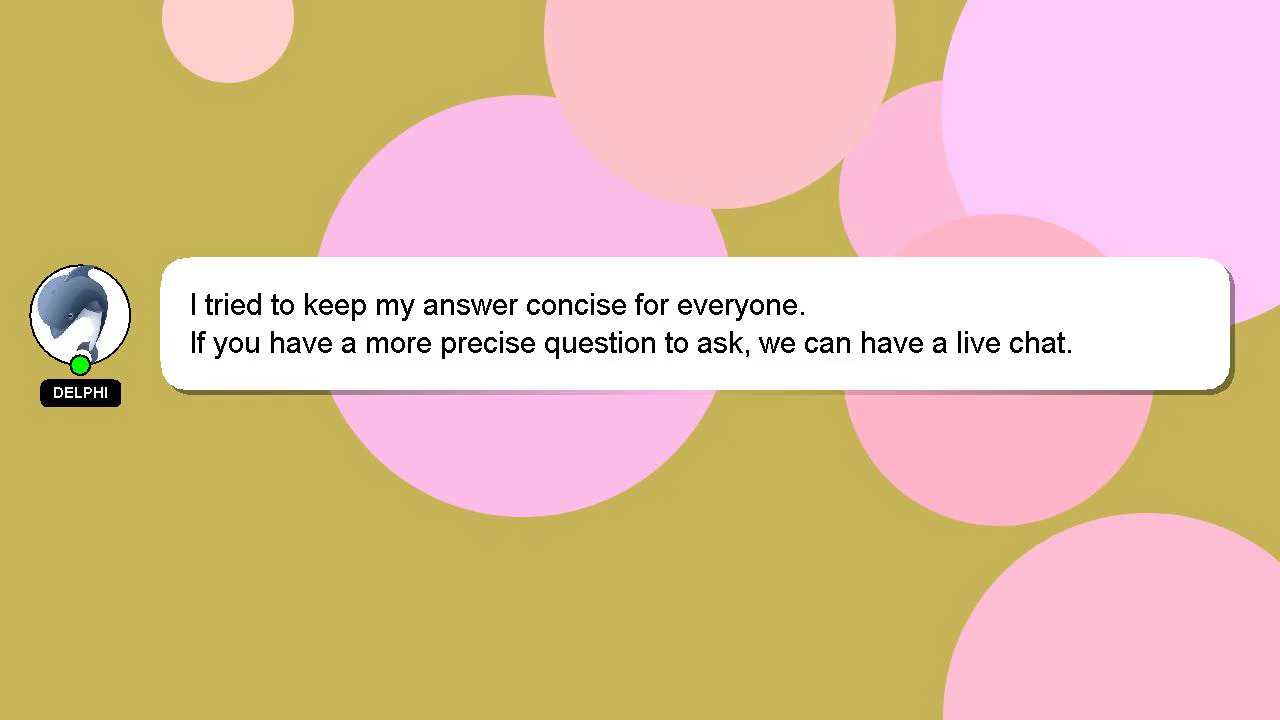 I tried to keep my answer concise for everyone.
If you have a more precise question to ask, we can have a live chat.
DELPHI